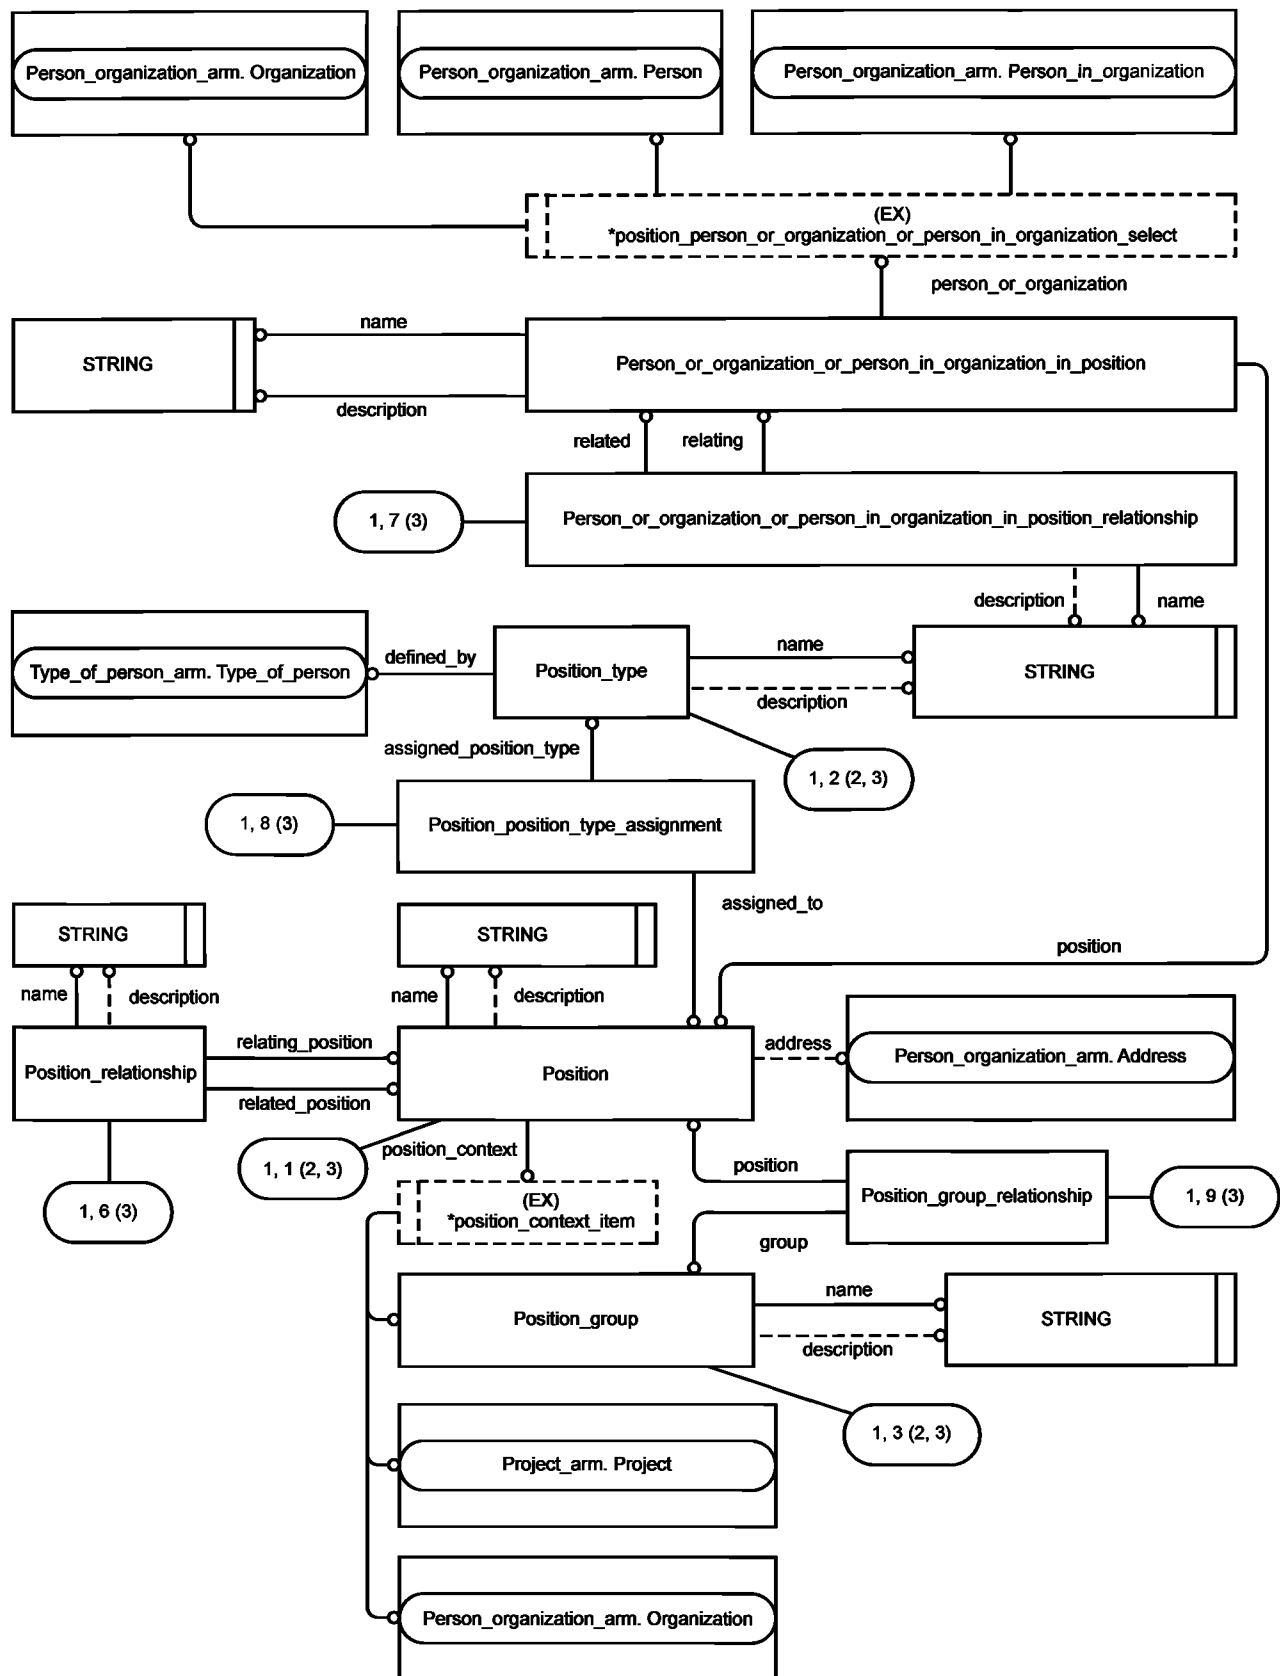 Person_organization_arm. Organization
Person_organization_arm. Person
Person_organization_arm. Person_in_organization
(EX)
*position_person_or_organization_or_person_in_organization_select
person_or_organization
name
STRING
Person_or_organization_or_person_in_organization_in_position
description
related
relating
1, 7 (3)
Person_or_organization_or_person_in_organization_in_position_relationship
description
name
Type_of_person_arm. Type_of_person
defined_by
Position_type
name
STRING
description
assigned_position_type
1, 2 (2, 3)
1, 8 (3)
Position_position_type_assignment
assigned_to
STRING
STRING
position
name
description
name
description
relating_position
address
Person_organization_arm. Address
Position_relationship
Position
related_position
position_context
1, 1 (2, 3)
position
1, 6 (3)
(EX)
*position_context_item
Position_group_relationship
1, 9 (3)
group
name
Position_group
STRING
description
1, 3 (2, 3)
Project_arm. Project
Person_organization_arm. Organization